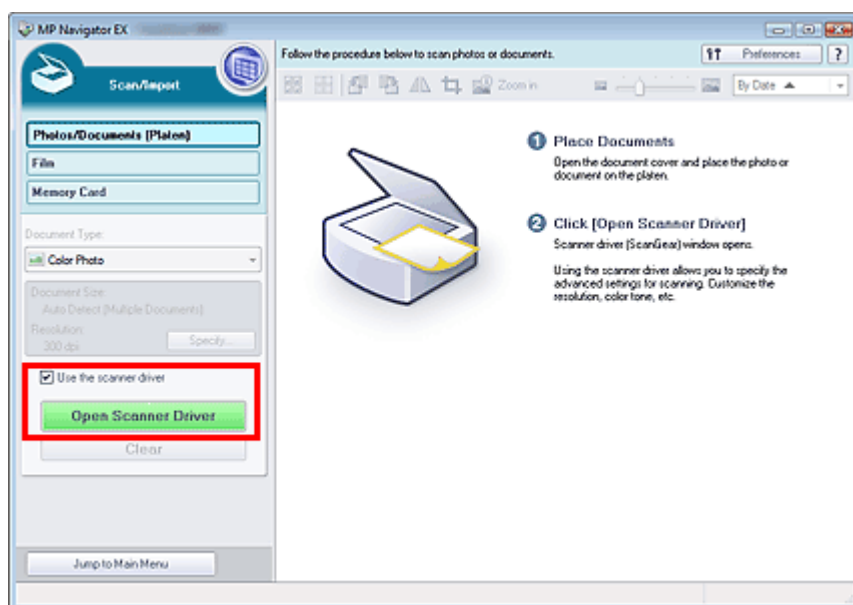 MP Navigator EX
Scan/Import
Photos/Documents (Platen)
Film
Memory Card
Document Type:
Color Photo
Document Size:
Auto Detect (Multiple Documents)
Resolution:
300 dpi
Specify...
Use the scanner driver
Open Scanner Driver
Clear
Jump to Main Menu
Follow the procedure below to scan photos or documents.
Preferences
?
Zoom in
By Date
1 Place Documents
Open the document cover and place the photo or
document on the platen.
2 Click [Open Scanner Driver]
Scanner driver (ScanGear) window opens.
Using the scanner driver allows you to specify the
advanced settings for scanning. Customize the
resolution, color tone, etc.